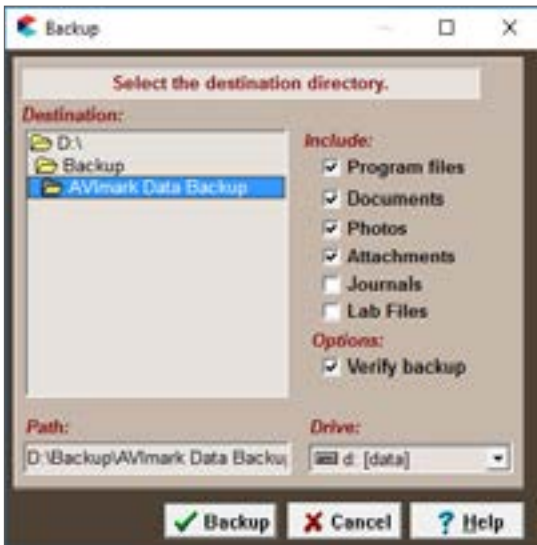 Backup
Select the destination directory.
Destination:
D:\
Backup
AVImark Data Backup
Include:
Program files
Documents
Photos
Attachments
Journals
Lab Files
Options:
Verify backup
Path:
D:\Backup\AVImark Data Backu
Drive:
d: [data]
Backup
Cancel
Help